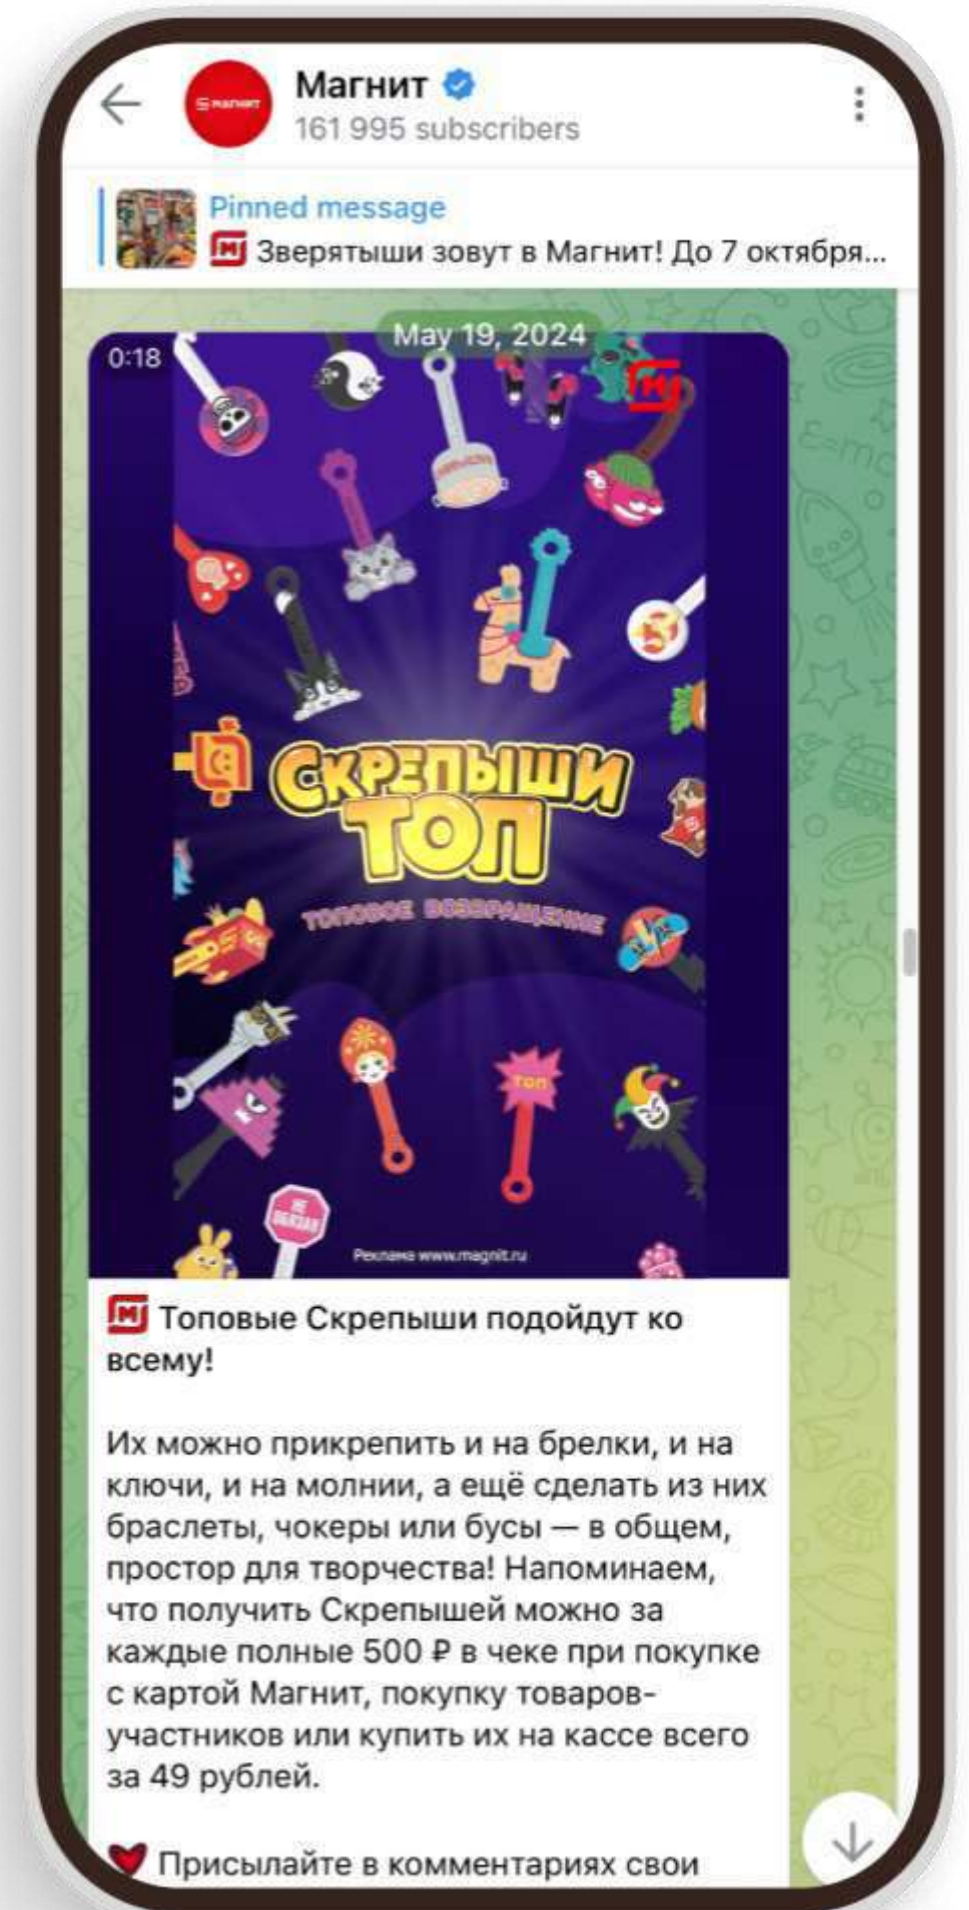 Магнит
МАГНИТ
161 995 subscribers
Pinned message
Зверятыши зовут в Магнит! До 7 октября...
May 19, 2024
0:18
СКРЕПЫШИ
ТОП
ТОПОВОЕ ВОЗВРАЩЕНИЕ
ТОП
НЕ
ОБЯЗАН
Реклама www.magnit.ru
Топовые Скрепыши подойдут ко
всему!
Их можно прикрепить и на брелки, и на
ключи, и на молнии, а ещё сделать из них
браслеты, чокеры или бусы — в общем,
простор для творчества! Напоминаем,
что получить Скрепышей можно за
каждые полные 500 ₽ в чеке при покупке
с картой Магнит, покупку товаров-
участников или купить их на кассе всего
за 49 рублей.
Присылайте в комментариях свои